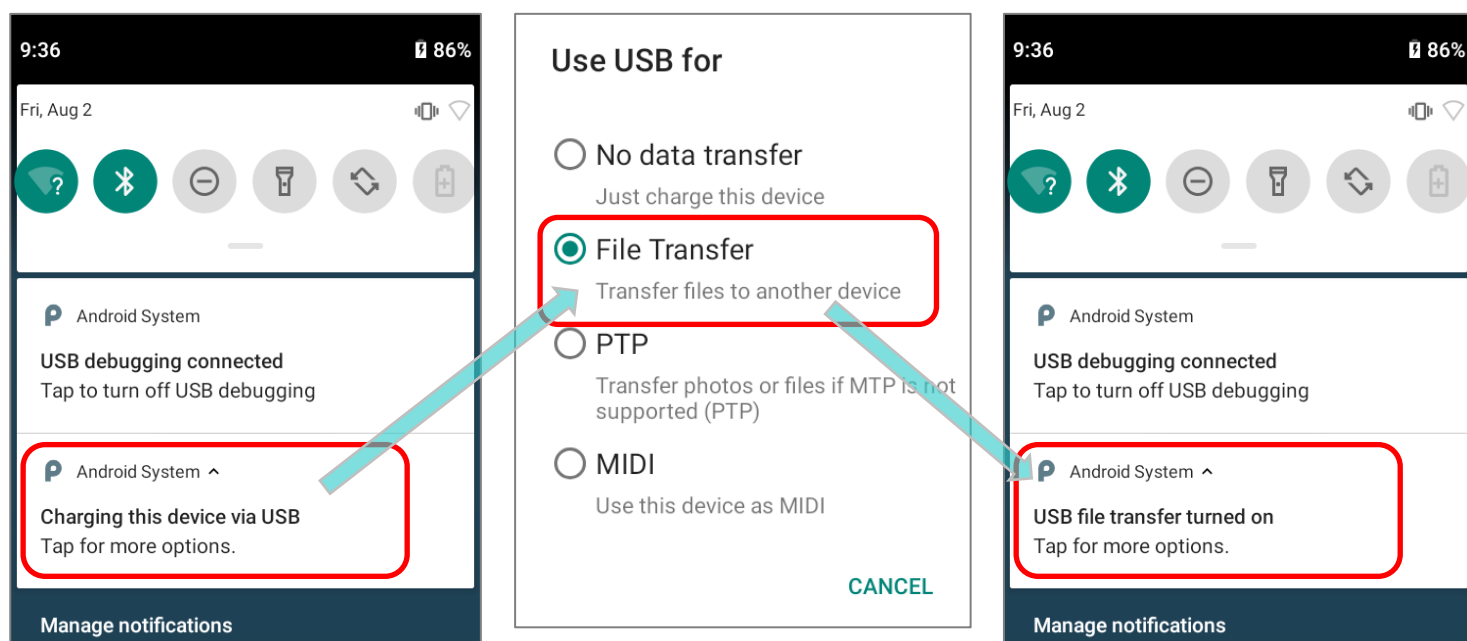 9:36
86%
Fri, Aug 2
?
Android System
USB debugging connected
Tap to turn off USB debugging
Android System
Charging this device via USB
Tap for more options.
Manage notifications
Use USB for
No data transfer
Just charge this device
File Transfer
Transfer files to another device
PTP
Transfer photos or files if MTP is not
supported (PTP)
MIDI
Use this device as MIDI
CANCEL
9:36
86%
Fri, Aug 2
?
Android System
USB debugging connected
Tap to turn off USB debugging
Android System
USB file transfer turned on
Tap for more options.
Manage notifications